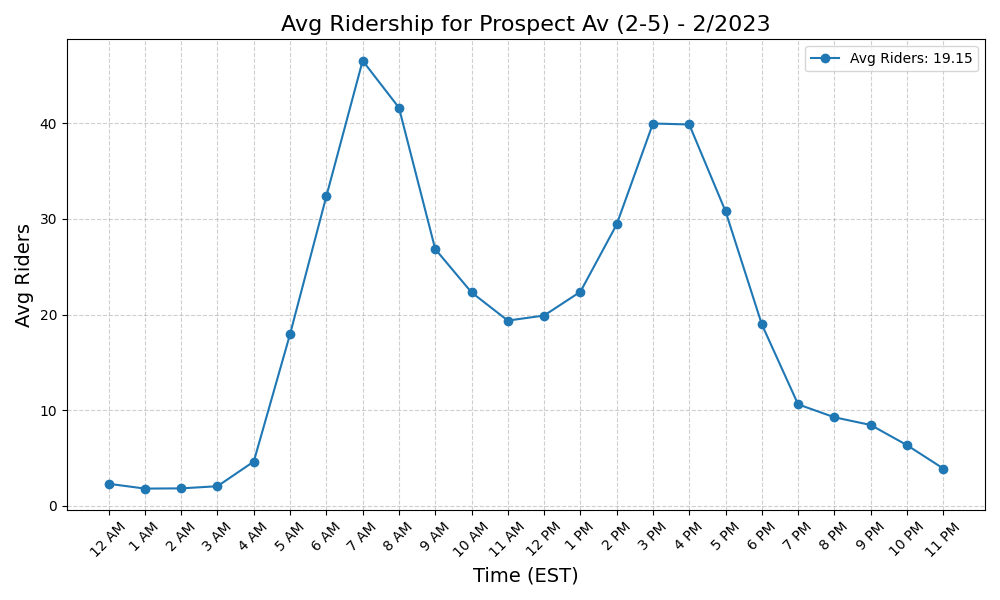 Avg Ridership for Prospect Av (2-5) - 2/2023
Avg Riders: 19.15
Avg Riders
40
30
20
10
0
12 AM
1 AM
2 AM
3 AM
4 AM
5 AM
6 AM
7 AM
8 AM
9 AM
10 AM
11 AM
12 PM
1 PM
2 PM
3 PM
4 PM
5 PM
6 PM
7 PM
8 PM
9 PM
10 PM
11 PM
Time (EST)